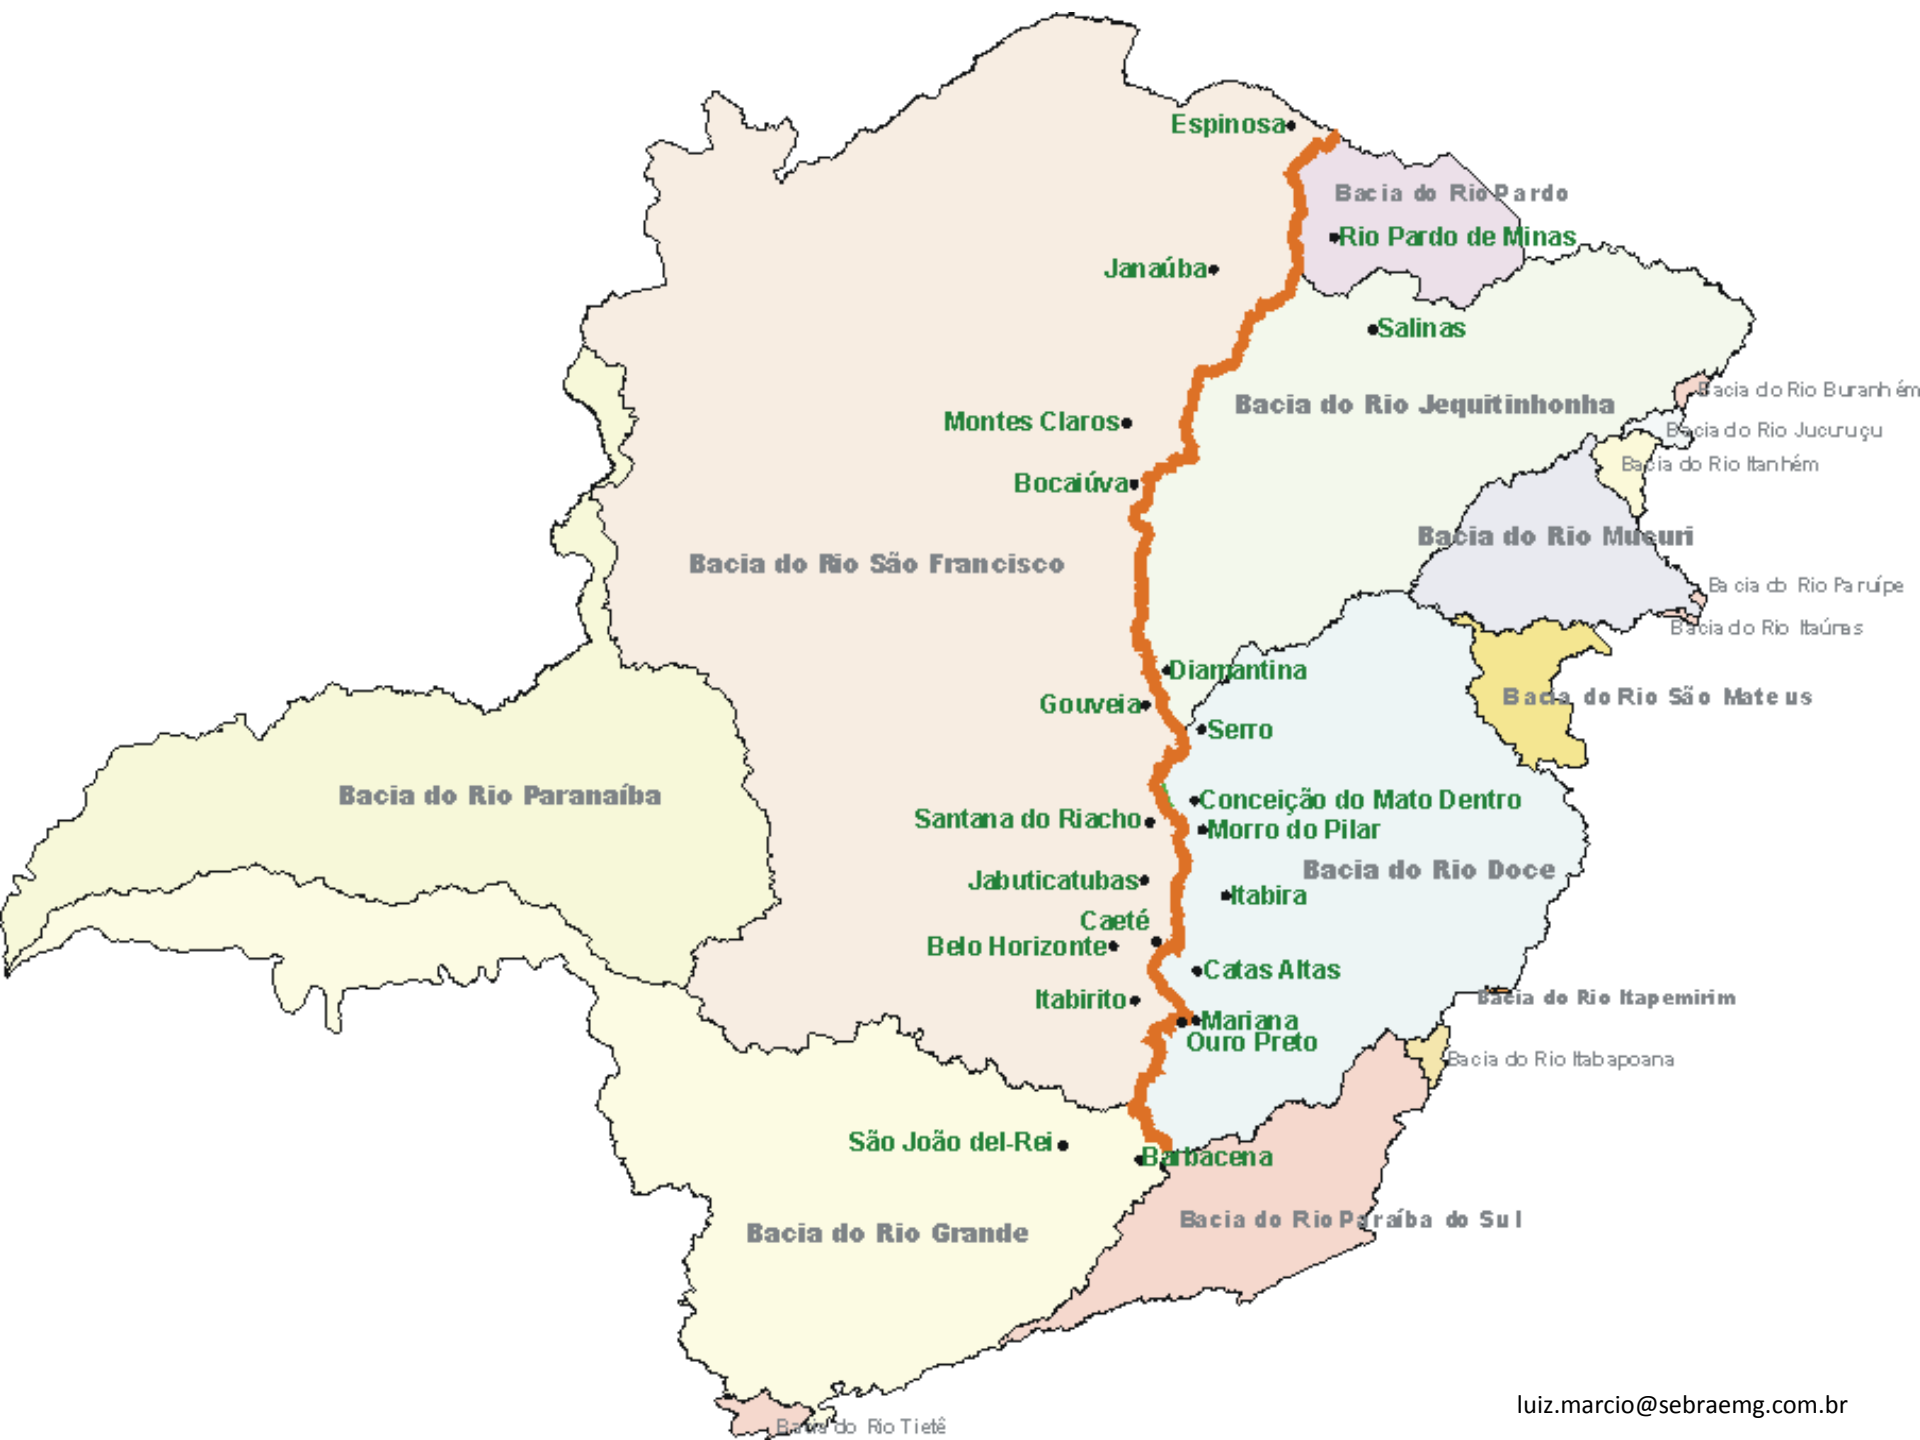 Espinosa
Bacia do Rio Pardo
Rio Pardo de Minas
Janaúba
Salinas
Bacia do Rio Buranhém
Bacia do Rio Jequitinhonha
Montes Claros
Bacia do Rio Jucuruçu
Bacia do Rio Itanhém
Bocaiúva
Bacia do Rio Mucuri
Bacia do Rio São Francisco
Bacia do Rio Paruípe
Bacia do Rio Itaúnas
Diamantina
Bacia do Rio São Mateus
Gouveia
Serro
Bacia do Rio Paranaíba
Conceição do Mato Dentro
Santana do Riacho
Morro do Pilar
Bacia do Rio Doce
Jabuticatubas
Itabira
Caeté
Belo Horizonte
Catas Altas
Bacia do Rio Itapemirim
Itabirito
Mariana
Ouro Preto
Bacia do Rio Itabapoana
São João del-Rei
Barbacena
Bacia do Rio Paraíba do Sul
Bacia do Rio Grande
luiz.marcio@sebraemg.com.br
Bacia do Rio Tietê